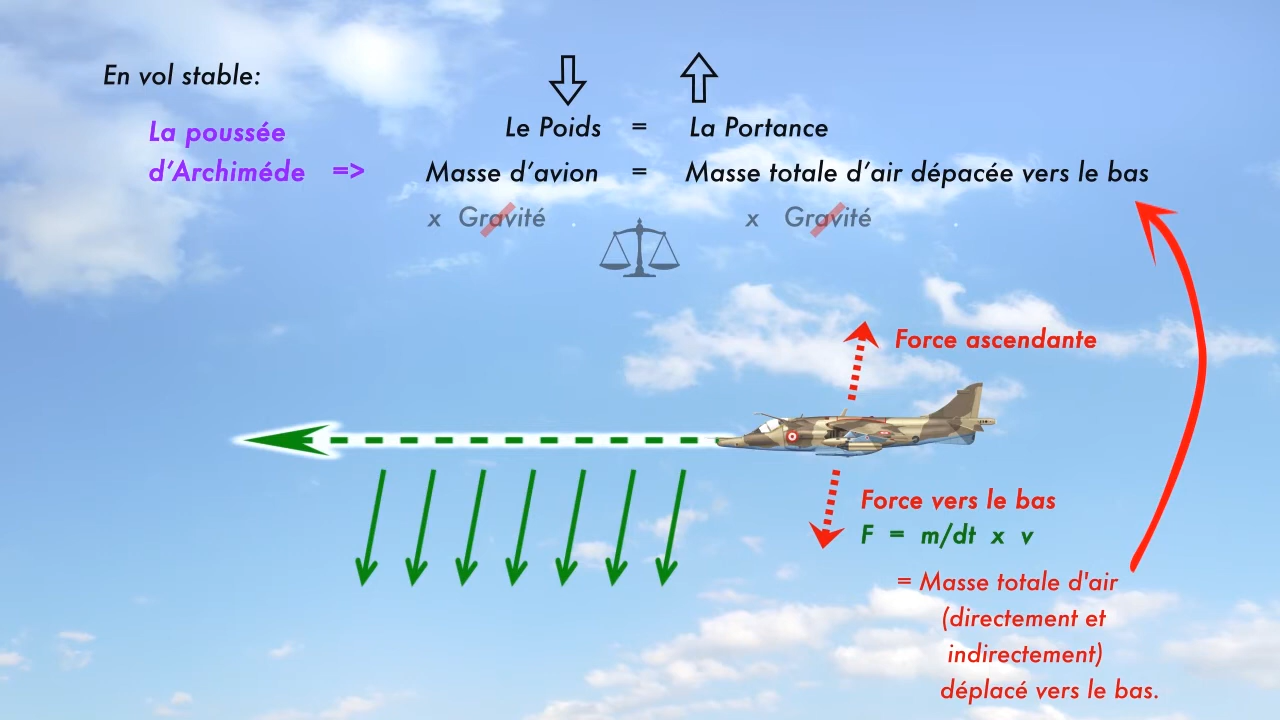 En vol stable:
La poussée
d'Archiméde =>
Le Poids = La Portance
Masse d'avion = Masse totale d'air dépacée vers le bas
x Gravité x Gravité
Force ascendante
Force vers le bas
F = m/dt x v
= Masse totale d'air
(directement et
indirectement)
déplacé vers le bas.